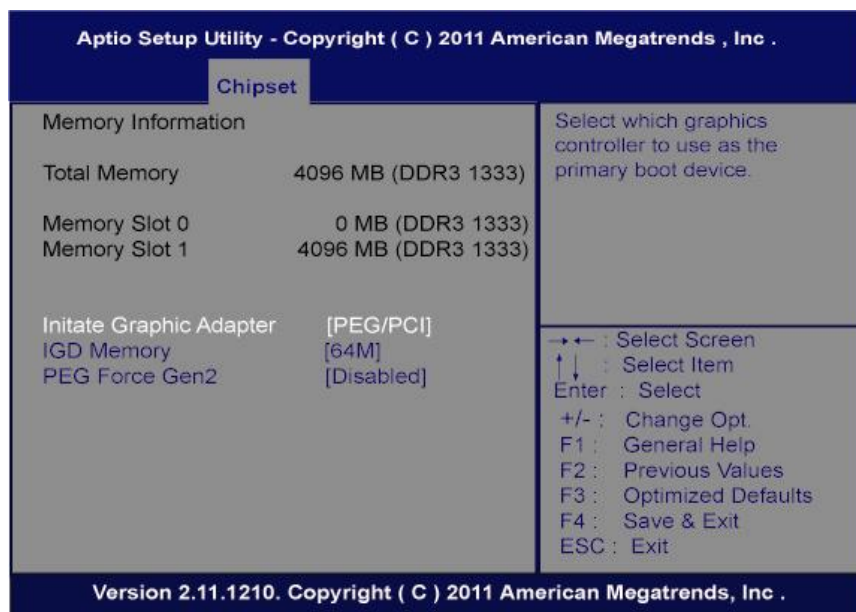 Aptio Setup Utility - Copyright ( C ) 2011 American Megatrends , Inc .
Chipset
Memory Information
Total Memory 4096 MB (DDR3 1333)
Memory Slot 0 0 MB (DDR3 1333)
Memory Slot 1 4096 MB (DDR3 1333)
Initate Graphic Adapter [PEG/PCI]
IGD Memory [64M]
PEG Force Gen2 [Disabled]
Select which graphics
controller to use as the
primary boot device.
→ ← : Select Screen
↑↓ : Select Item
Enter : Select
+/- : Change Opt.
F1 : General Help
F2 : Previous Values
F3 : Optimized Defaults
F4 : Save & Exit
ESC : Exit
Version 2.11.1210. Copyright ( C ) 2011 American Megatrends, Inc .